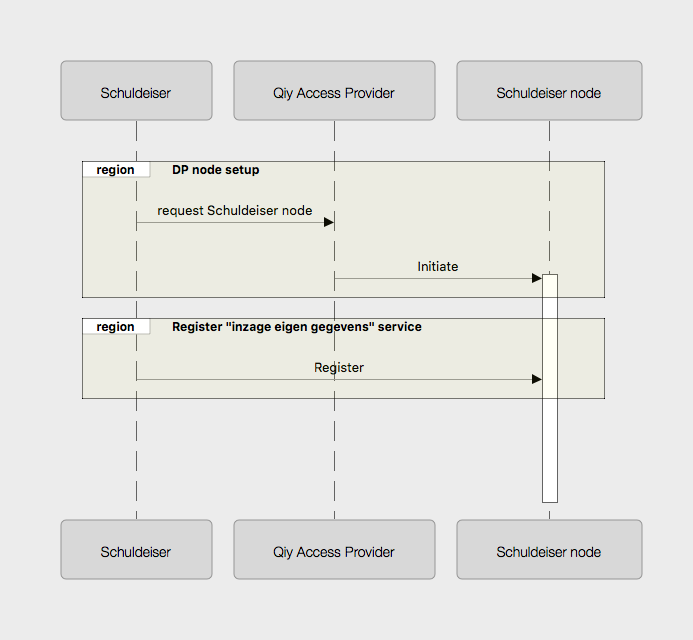 Schuldeiser
Qiy Access Provider
Schuldeiser node
region
DP node setup
request Schuldeiser node
Initiate
region
Register "inzage eigen gegevens" service
Register
Schuldeiser
Qiy Access Provider
Schuldeiser node